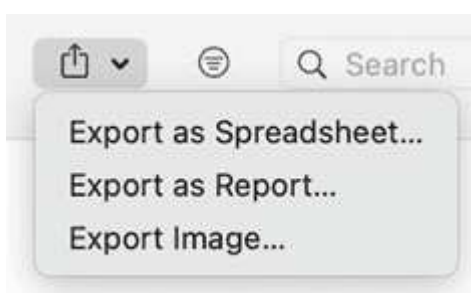 Search
Export as Spreadsheet...
Export as Report...
Export Image...